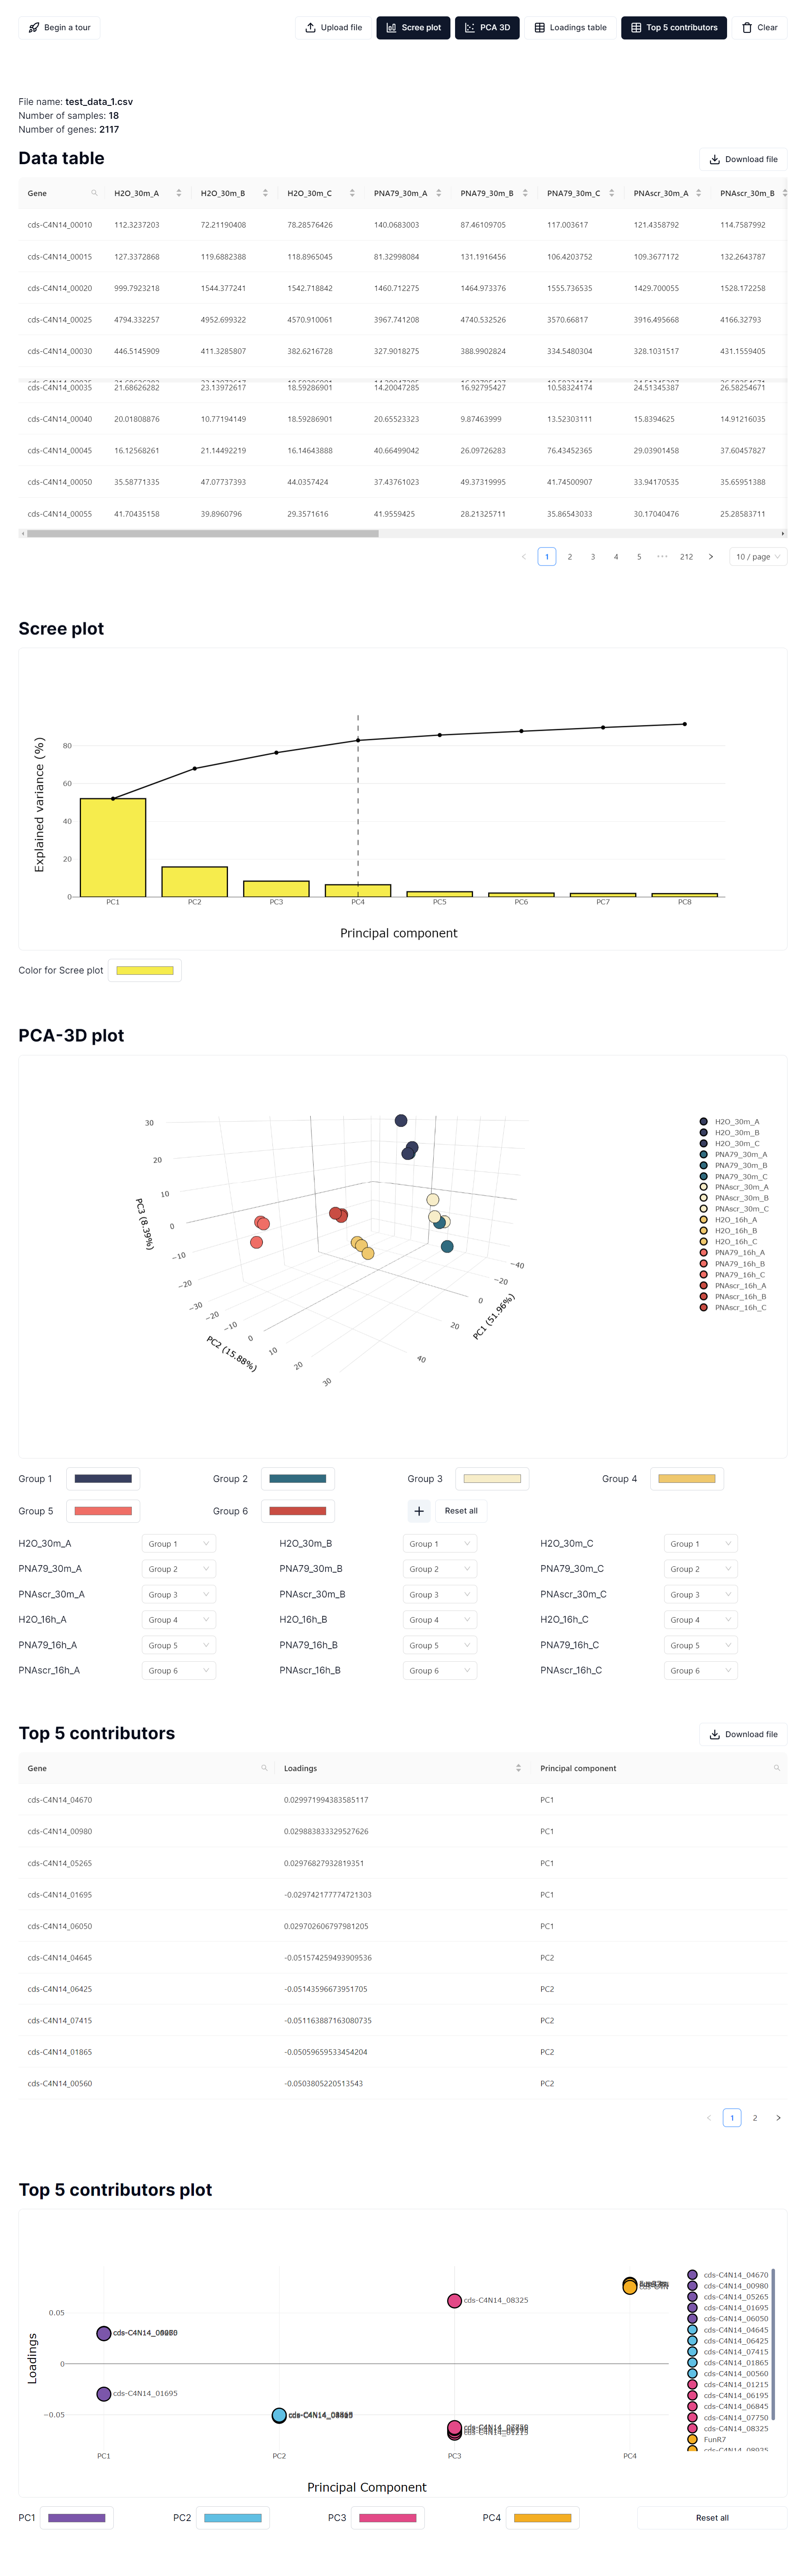 Begin a tour
Upload file
Scree plot
PCA 3D
Loadings table
Top 5 contributors
Clear
File name: test_data_1.csv
Number of samples: 18
Number of genes: 2117
Data table
Download file
Gene H2O_30m_A H2O_30m_B H2O_30m_C PNA79_30m_A PNA79_30m_B PNA79_30m_C PNAscr_30m_A PNAscr_30m_B
cds-C4N14_00010 112.3237203 72.21190408 78.28576426 140.0683003 87.46109705 117.003617 121.4358792 114.7587992
cds-C4N14_00015 127.3372868 119.6882388 118.8965045 81.32998084 131.1916456 106.4203752 109.3677172 132.2643787
cds-C4N14_00020 999.7923218 1544.377241 1542.718842 1460.712275 1464.973376 1555.736535 1429.700055 1528.172258
cds-C4N14_00025 4794.332257 4952.699322 4570.910061 3967.741208 4740.532526 3570.66817 3916.495668 4166.32793
cds-C4N14_00030 446.5145909 411.3285807 382.6216728 327.9018275 388.9902824 334.5480304 328.1031517 431.1559405
cds-C4N14_00035 21.68626282 23.13972617 18.59286901 14.20047285 16.92795427 10.58324174 24.51345387 26.58254671
cds-C4N14_00040 20.01808876 10.77194149 18.59286901 20.65523323 9.87463999 13.52303111 15.8394625 14.91216035
cds-C4N14_00045 16.12568261 21.14492219 16.14643888 40.66499042 26.09726283 76.43452365 29.03901458 37.60457827
cds-C4N14_00050 35.58771335 47.07737393 44.0357424 37.43761023 49.37319995 41.74500907 33.94170535 35.65951388
cds-C4N14_00055 41.70435158 39.8960796 29.3571616 41.9559425 28.21325711 35.86543033 30.17040476 25.28583711
1 2 3 4 5 ••• 212 10 / page
Scree plot
Explained variance (%)
80
60
40
20
0
PC1 PC2 PC3 PC4 PC5 PC6 PC7 PC8
Principal component
Color for Scree plot
PCA-3D plot
30
20
10
0
−10
−20
−30
PC3 (8.39%)
−20
−10
0
10
20
30
PC2 (15.88%)
−40
−20
0
20
40
PC1 (51.96%)
H2O_30m_A
H2O_30m_B
H2O_30m_C
PNA79_30m_A
PNA79_30m_B
PNA79_30m_C
PNAscr_30m_A
PNAscr_30m_B
PNAscr_30m_C
H2O_16h_A
H2O_16h_B
H2O_16h_C
PNA79_16h_A
PNA79_16h_B
PNA79_16h_C
PNAscr_16h_A
PNAscr_16h_B
PNAscr_16h_C
Group 1 Group 2 Group 3 Group 4
Group 5 Group 6 + Reset all
H2O_30m_A Group 1 H2O_30m_B Group 1 H2O_30m_C Group 1
PNA79_30m_A Group 2 PNA79_30m_B Group 2 PNA79_30m_C Group 2
PNAscr_30m_A Group 3 PNAscr_30m_B Group 3 PNAscr_30m_C Group 3
H2O_16h_A Group 4 H2O_16h_B Group 4 H2O_16h_C Group 4
PNA79_16h_A Group 5 PNA79_16h_B Group 5 PNA79_16h_C Group 5
PNAscr_16h_A Group 6 PNAscr_16h_B Group 6 PNAscr_16h_C Group 6
Top 5 contributors
Download file
Gene Loadings Principal component
cds-C4N14_04670 0.029971994383585117 PC1
cds-C4N14_00980 0.029883833329527626 PC1
cds-C4N14_05265 0.02976827932819351 PC1
cds-C4N14_01695 -0.029742177774721303 PC1
cds-C4N14_06050 0.029702606797981205 PC1
cds-C4N14_04645 -0.051574259493909536 PC2
cds-C4N14_06425 -0.05143596673951705 PC2
cds-C4N14_07415 -0.051163887163080735 PC2
cds-C4N14_01865 -0.05059659533454204 PC2
cds-C4N14_00560 -0.0503805220513543 PC2
1 2
Top 5 contributors plot
Loadings
0.05
0
−0.05
cds-C4N14_01695
cds-C4N14_08325
PC1 PC2 PC3 PC4
Principal Component
cds-C4N14_04670
cds-C4N14_00980
cds-C4N14_05265
cds-C4N14_01695
cds-C4N14_06050
cds-C4N14_04645
cds-C4N14_06425
cds-C4N14_07415
cds-C4N14_01865
cds-C4N14_00560
cds-C4N14_01215
cds-C4N14_06195
cds-C4N14_06845
cds-C4N14_07750
cds-C4N14_08325
FunR7
PC1 PC2 PC3 PC4 Reset all